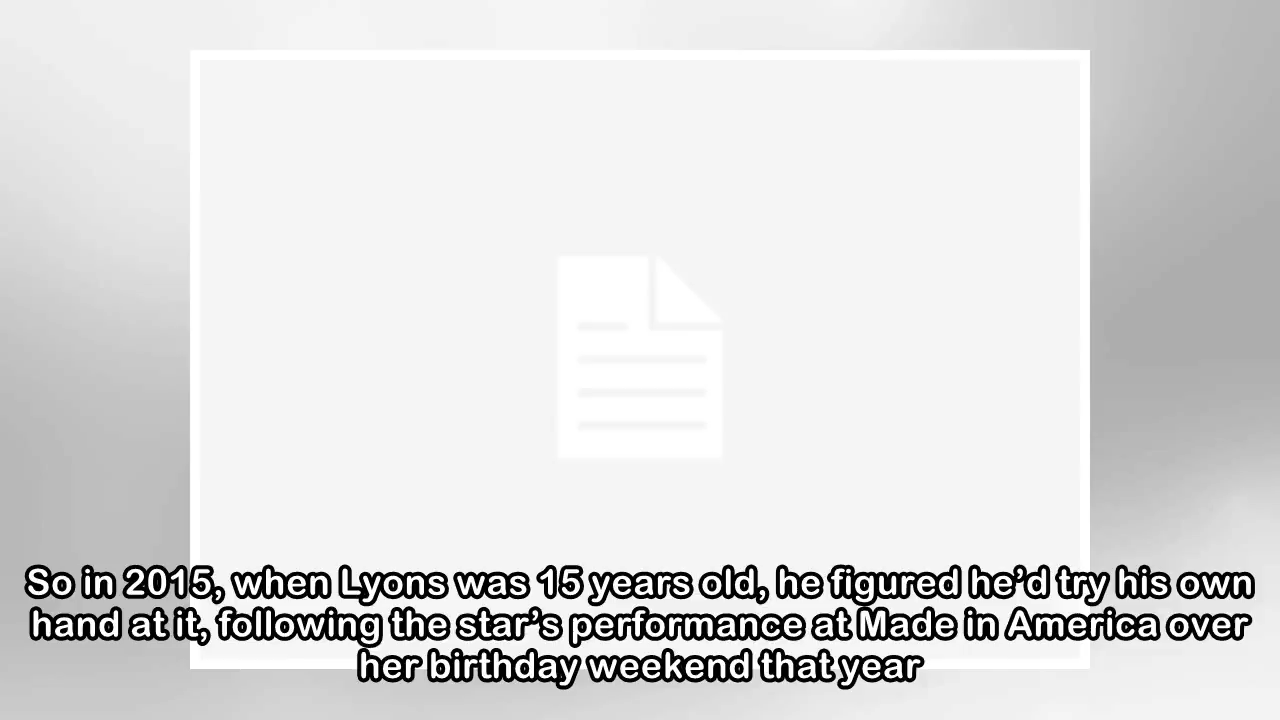 So in 2015, when Lyons was 15 years old, he figured he’d try his own
hand at it, following the star’s performance at Made in America over
her birthday weekend that year